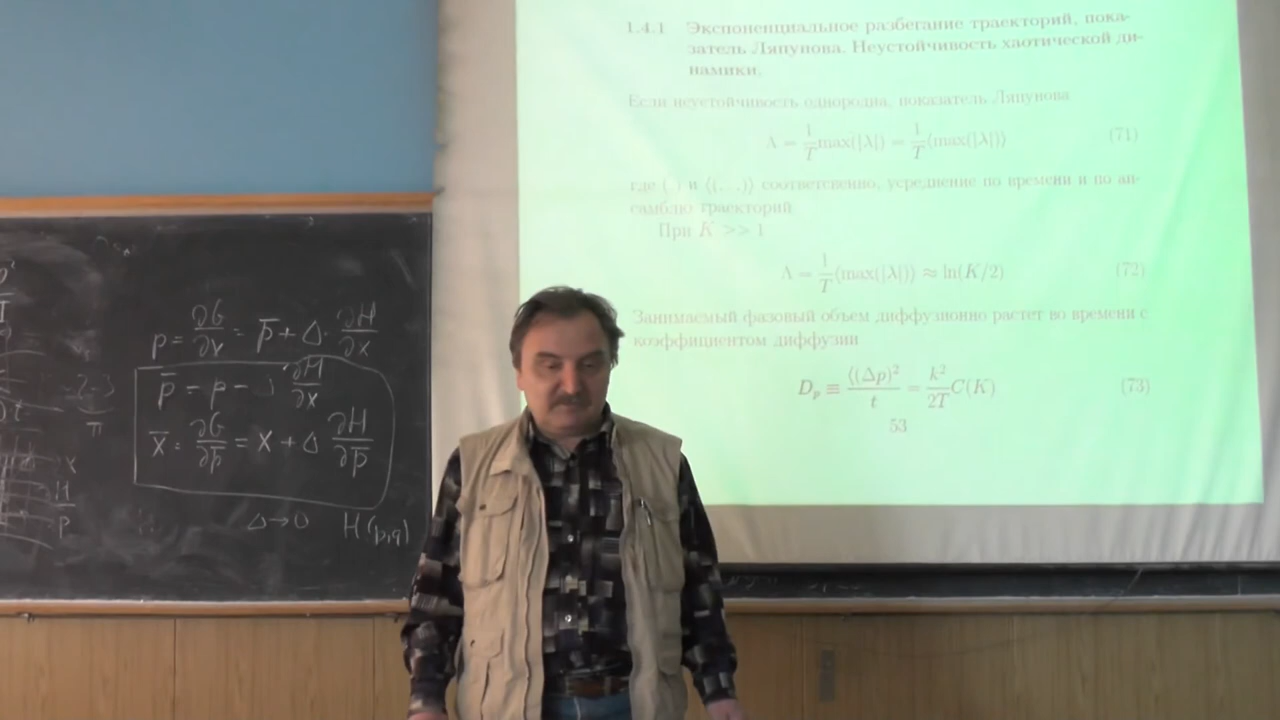 1.4.1 Экспоненциальное разбегание траекторий, пока-
затель Ляпунова. Неустойчивость хаотической ди-
намики.
Если неустойчивость однородна, показатель Ляпунова
Λ = 1/T max(|λ|) = 1/T ⟨max(|λ|)⟩ (71)
где (..) и ⟨(...)⟩ соответсвенно, усреднение по времени и по ан-
самблю траекторий
При K >> 1
Λ = 1/T ⟨max(|λ|)⟩ ≈ ln(K/2) (72)
Занимаемый фазовый объем диффузионно растет во времени с
коэффициентом диффузии
D_p ≡ ⟨(Δp)²/t = k²/2T C(K) (73)
53
p = ∂G/∂x = p̅ + Δ · ∂H/∂x
p̅ = p - ∂H/∂x
x̅ = ∂G/∂p̅ = x + Δ ∂H/∂p̅
Δ→0 H(p,q)